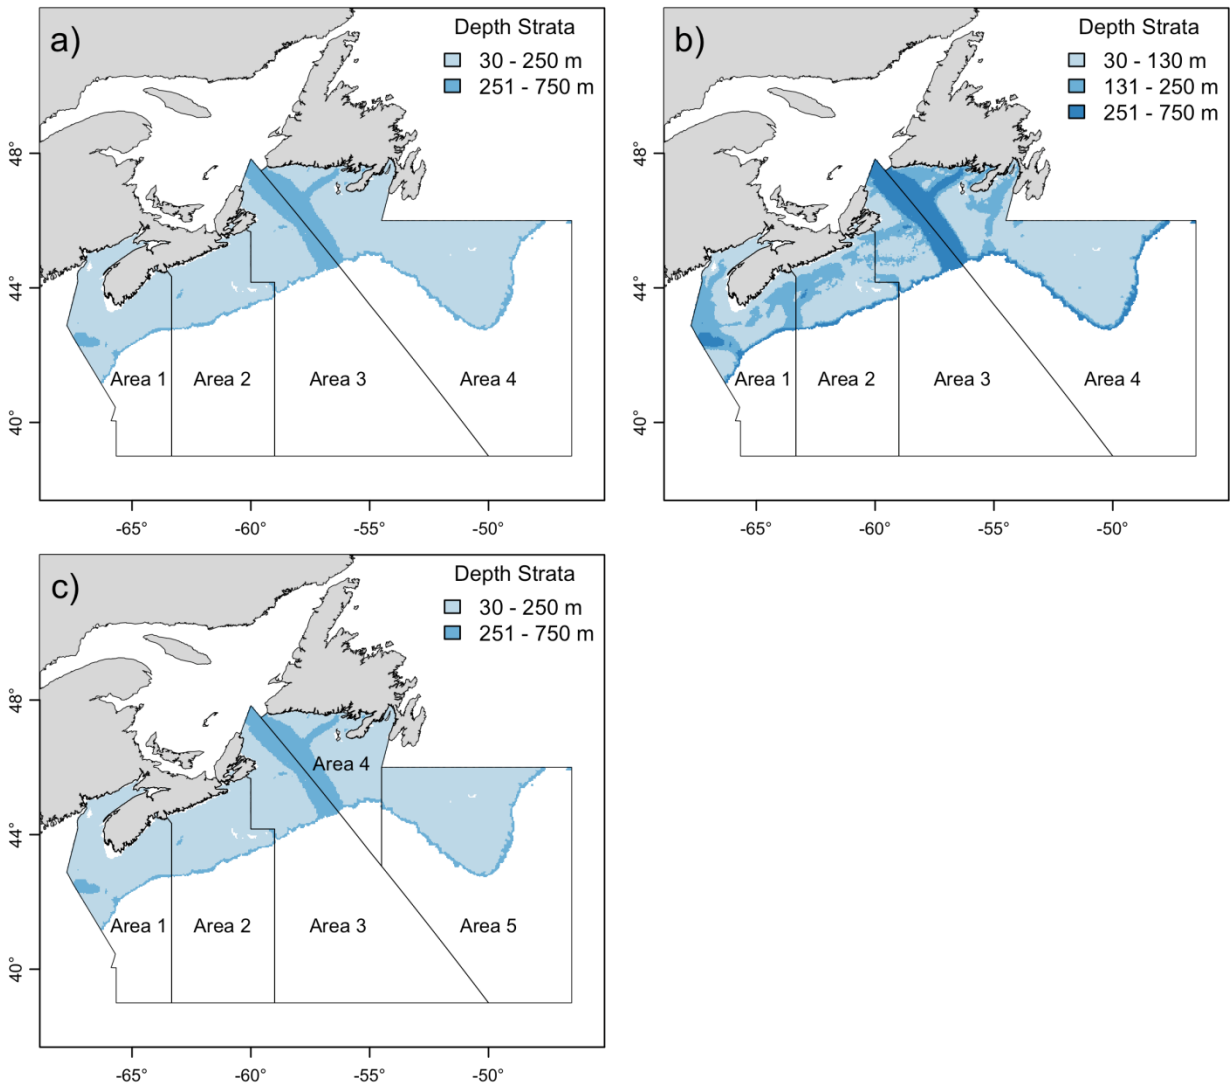 a)
Depth Strata
30 - 250 m
251 - 750 m
48°
44°
40°
Area 1
Area 2
Area 3
Area 4
-65°
-60°
-55°
-50°
b)
Depth Strata
30 - 130 m
131 - 250 m
251 - 750 m
48°
44°
40°
Area 1
Area 2
Area 3
Area 4
-65°
-60°
-55°
-50°
c)
Depth Strata
30 - 250 m
251 - 750 m
48°
44°
40°
Area 4
Area 1
Area 2
Area 3
Area 5
-65°
-60°
-55°
-50°